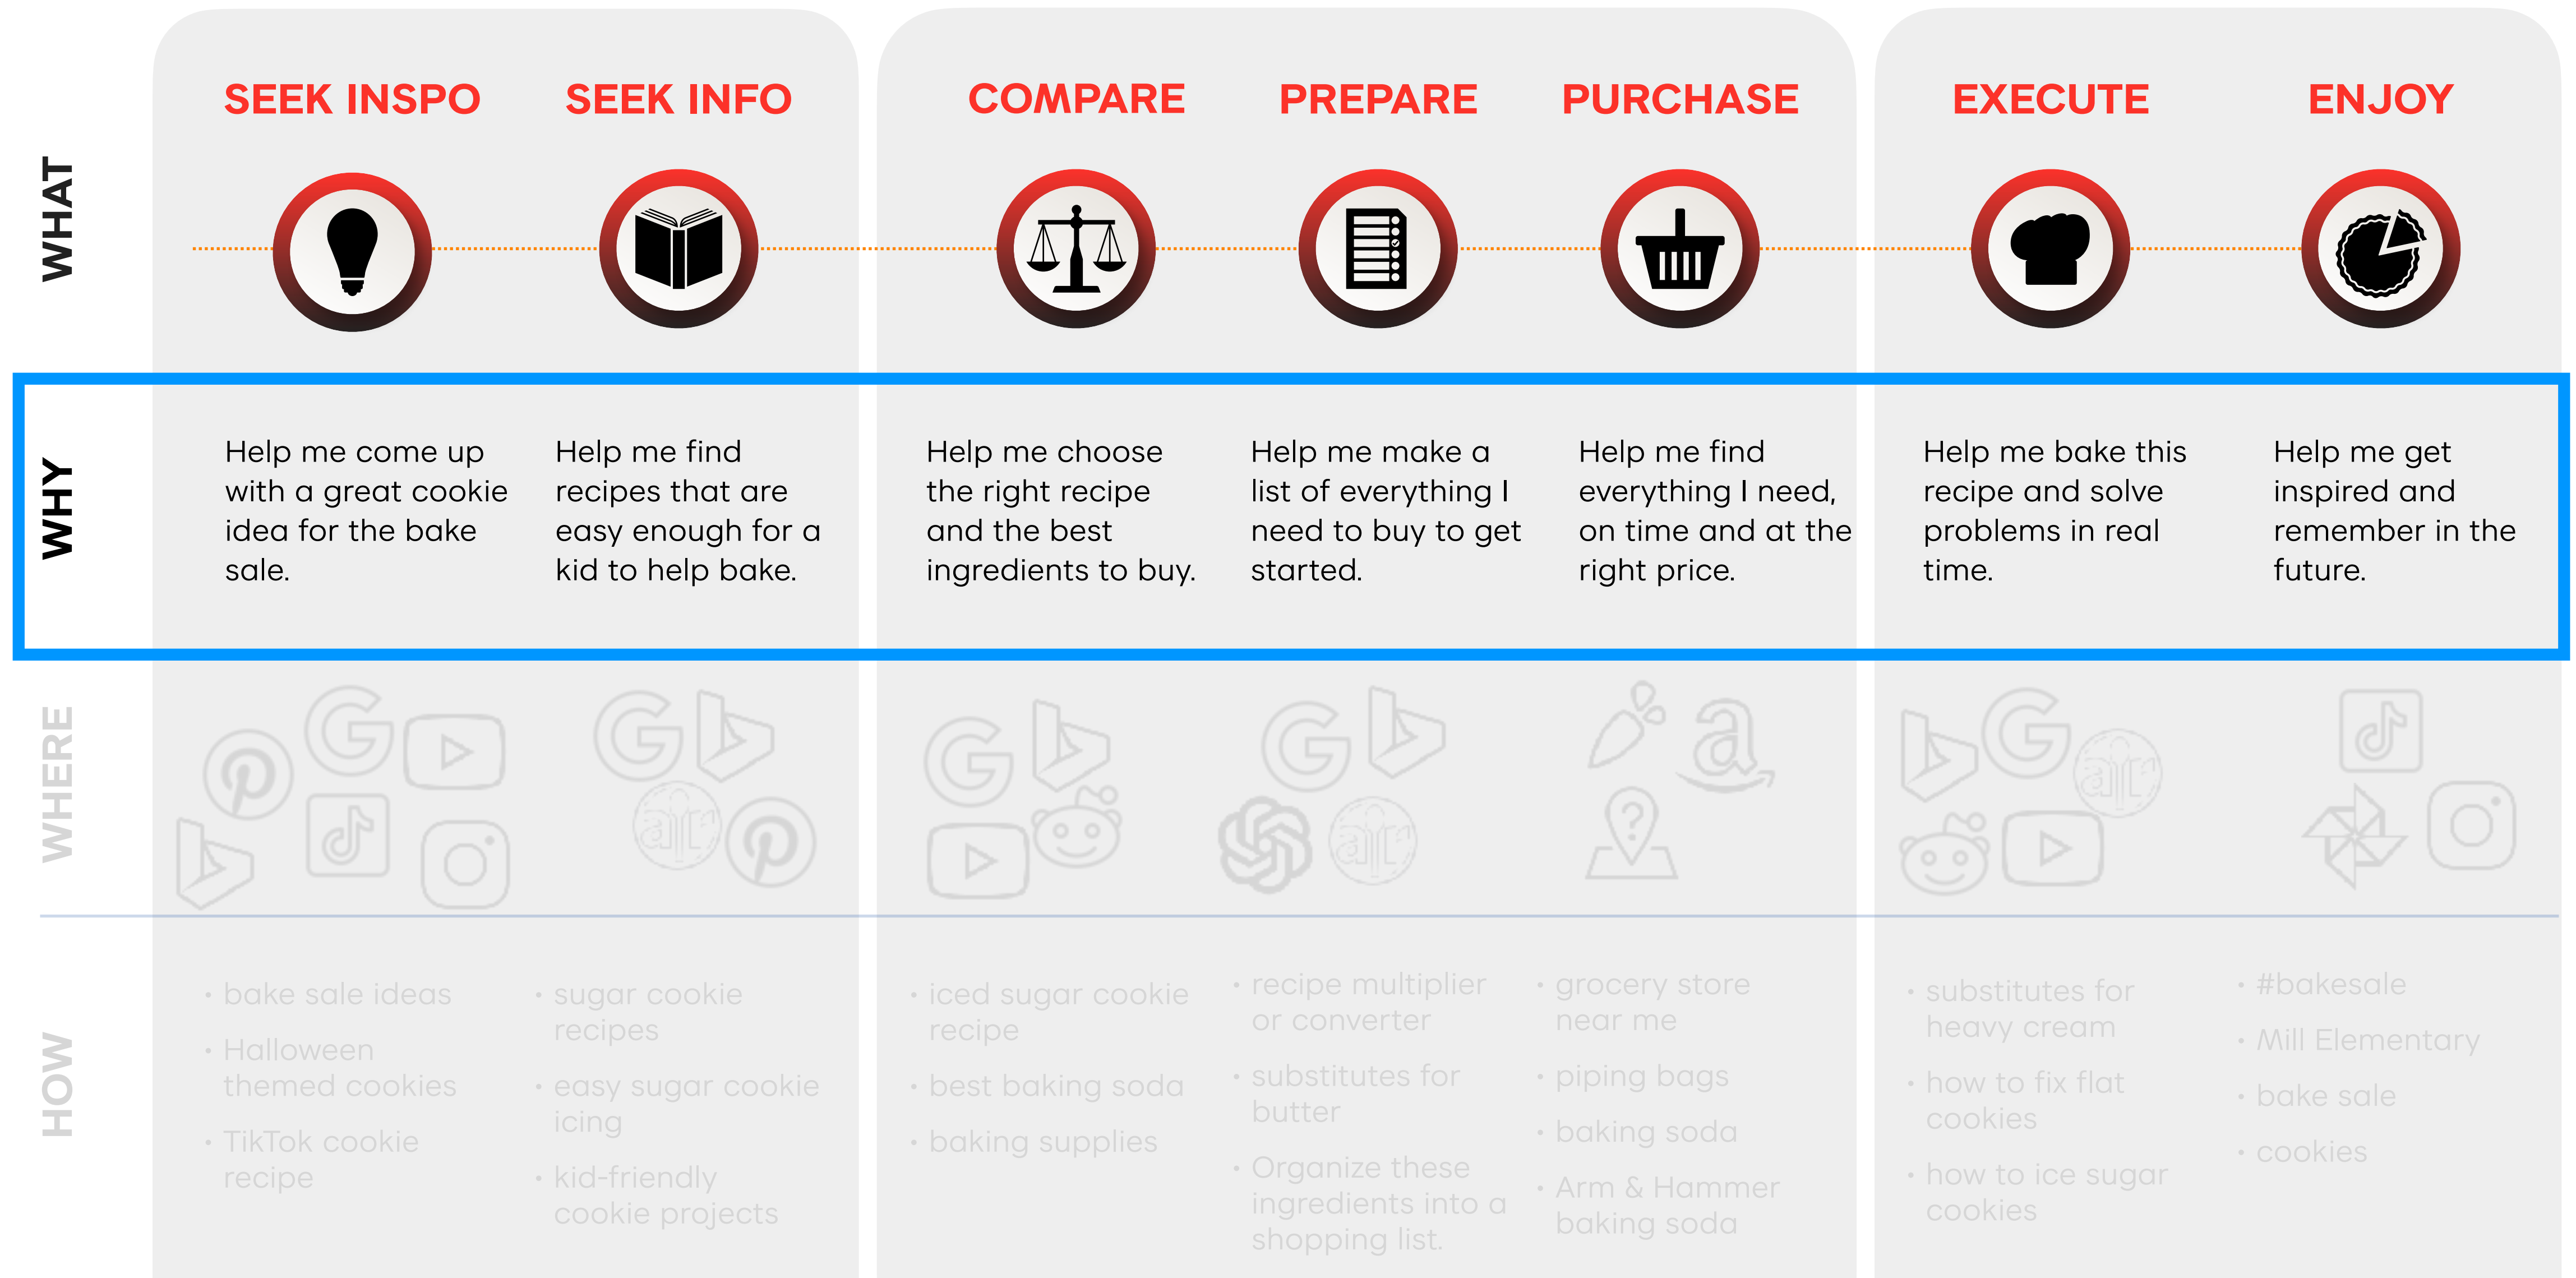 SEEK INSPO
SEEK INFO
COMPARE
PREPARE
PURCHASE
EXECUTE
ENJOY
WHAT
WHY
Help me come up
with a great cookie
idea for the bake
sale.
Help me find
recipes that are
easy enough for a
kid to help bake.
Help me choose
the right recipe
and the best
ingredients to buy.
Help me make a
list of everything I
need to buy to get
started.
Help me find
everything I need,
on time and at the
right price.
Help me bake this
recipe and solve
problems in real
time.
Help me get
inspired and
remember in the
future.
WHERE
G
a
?
HOW
• bake sale ideas
• Halloween
themed cookies
• TikTok cookie
recipe
• sugar cookie
recipes
• easy sugar cookie
icing
• kid-friendly
cookie projects
• iced sugar cookie
recipe
• best baking soda
• baking supplies
• recipe multiplier
or converter
• substitutes for
butter
• Organize these
ingredients into a
shopping list.
• grocery store
near me
• piping bags
• baking soda
• Arm & Hammer
baking soda
• substitutes for
heavy cream
• how to fix flat
cookies
• how to ice sugar
cookies
• #bakesale
• Mill Elementary
• bake sale
• cookies